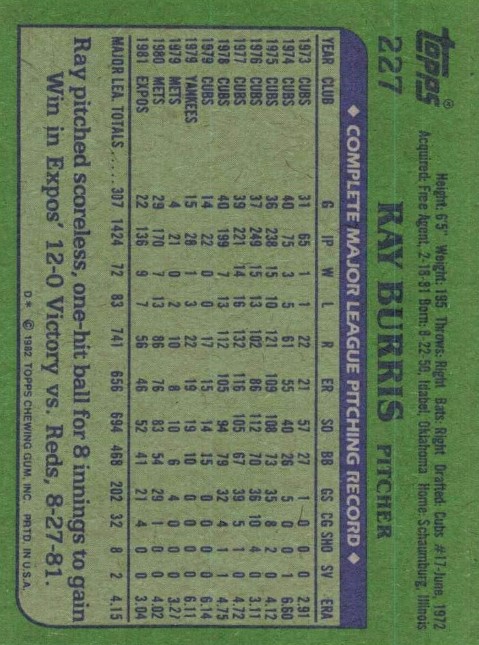 topps®
227
Height: 6'5" Weight: 195 Throws: Right Bats: Right Drafted: Cubs #17-June, 1972
Acquired: Free Agent, 2-18-81 Born: 8-22-50, Idabel, Oklahoma Home: Schaumburg, Illinois
RAY BURRIS PITCHER
◆ COMPLETE MAJOR LEAGUE PITCHING RECORD ◆
YEAR CLUB G IP W L R ER SO BB GS CG SHO SV ERA
1973 CUBS 31 65 1 1 22 21 57 27 1 0 0 0 2.91
1974 CUBS 40 75 3 5 61 55 40 26 5 0 0 1 6.60
1975 CUBS 36 238 15 10 121 109 108 73 35 8 2 0 4.12
1976 CUBS 37 249 15 13 102 86 112 70 36 10 4 0 3.11
1977 CUBS 39 221 14 16 132 116 105 67 39 5 1 0 4.72
1978 CUBS 40 199 7 13 112 105 94 79 32 4 1 1 4.75
1979 CUBS 14 22 0 0 17 15 14 15 0 0 0 0 6.14
1979 YANKEES 15 28 1 3 22 19 19 10 0 0 0 0 6.11
1979 METS 4 21 0 2 10 8 10 6 4 0 0 0 3.27
1980 METS 29 170 7 13 86 76 83 54 29 1 0 0 4.02
1981 EXPOS 22 136 9 7 56 46 52 41 21 4 0 0 3.04
MAJOR LEA. TOTALS..... 307 1424 72 83 741 656 694 468 202 32 8 2 4.15
Ray pitched scoreless, one-hit ball for 8 innings to gain
Win in Expos' 12-0 Victory vs. Reds, 8-27-81.
D* © 1982 TOPPS CHEWING GUM, INC. PRTD. IN U.S.A.